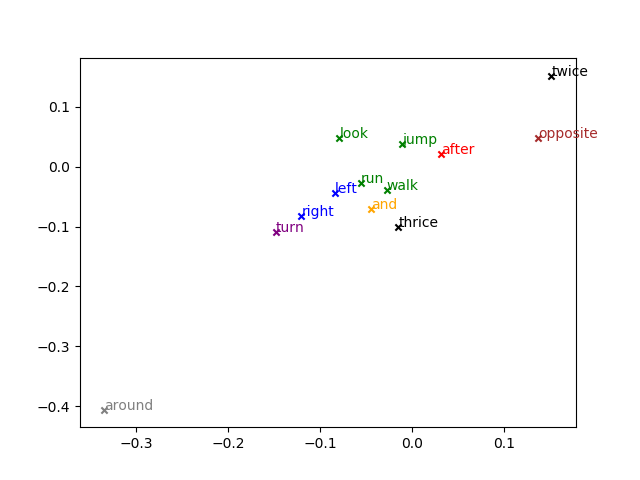 twice
0.1
look
jump
opposite
after
0.0
run
left
walk
and
right
thrice
turn
−0.1
−0.2
−0.3
around
−0.4
−0.3 −0.2 −0.1 0.0 0.1